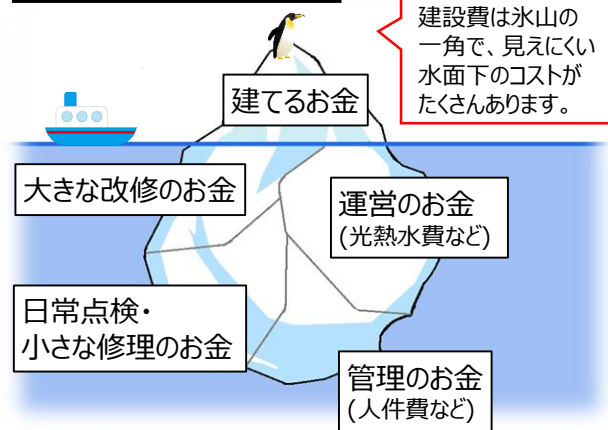 建設費は氷山の
一角で、見えにくい
水面下のコストが
たくさんあります。
建てるお金
大きな改修のお金
運営のお金
(光熱水費など)
日常点検・
小さな修理のお金
管理のお金
(人件費など)